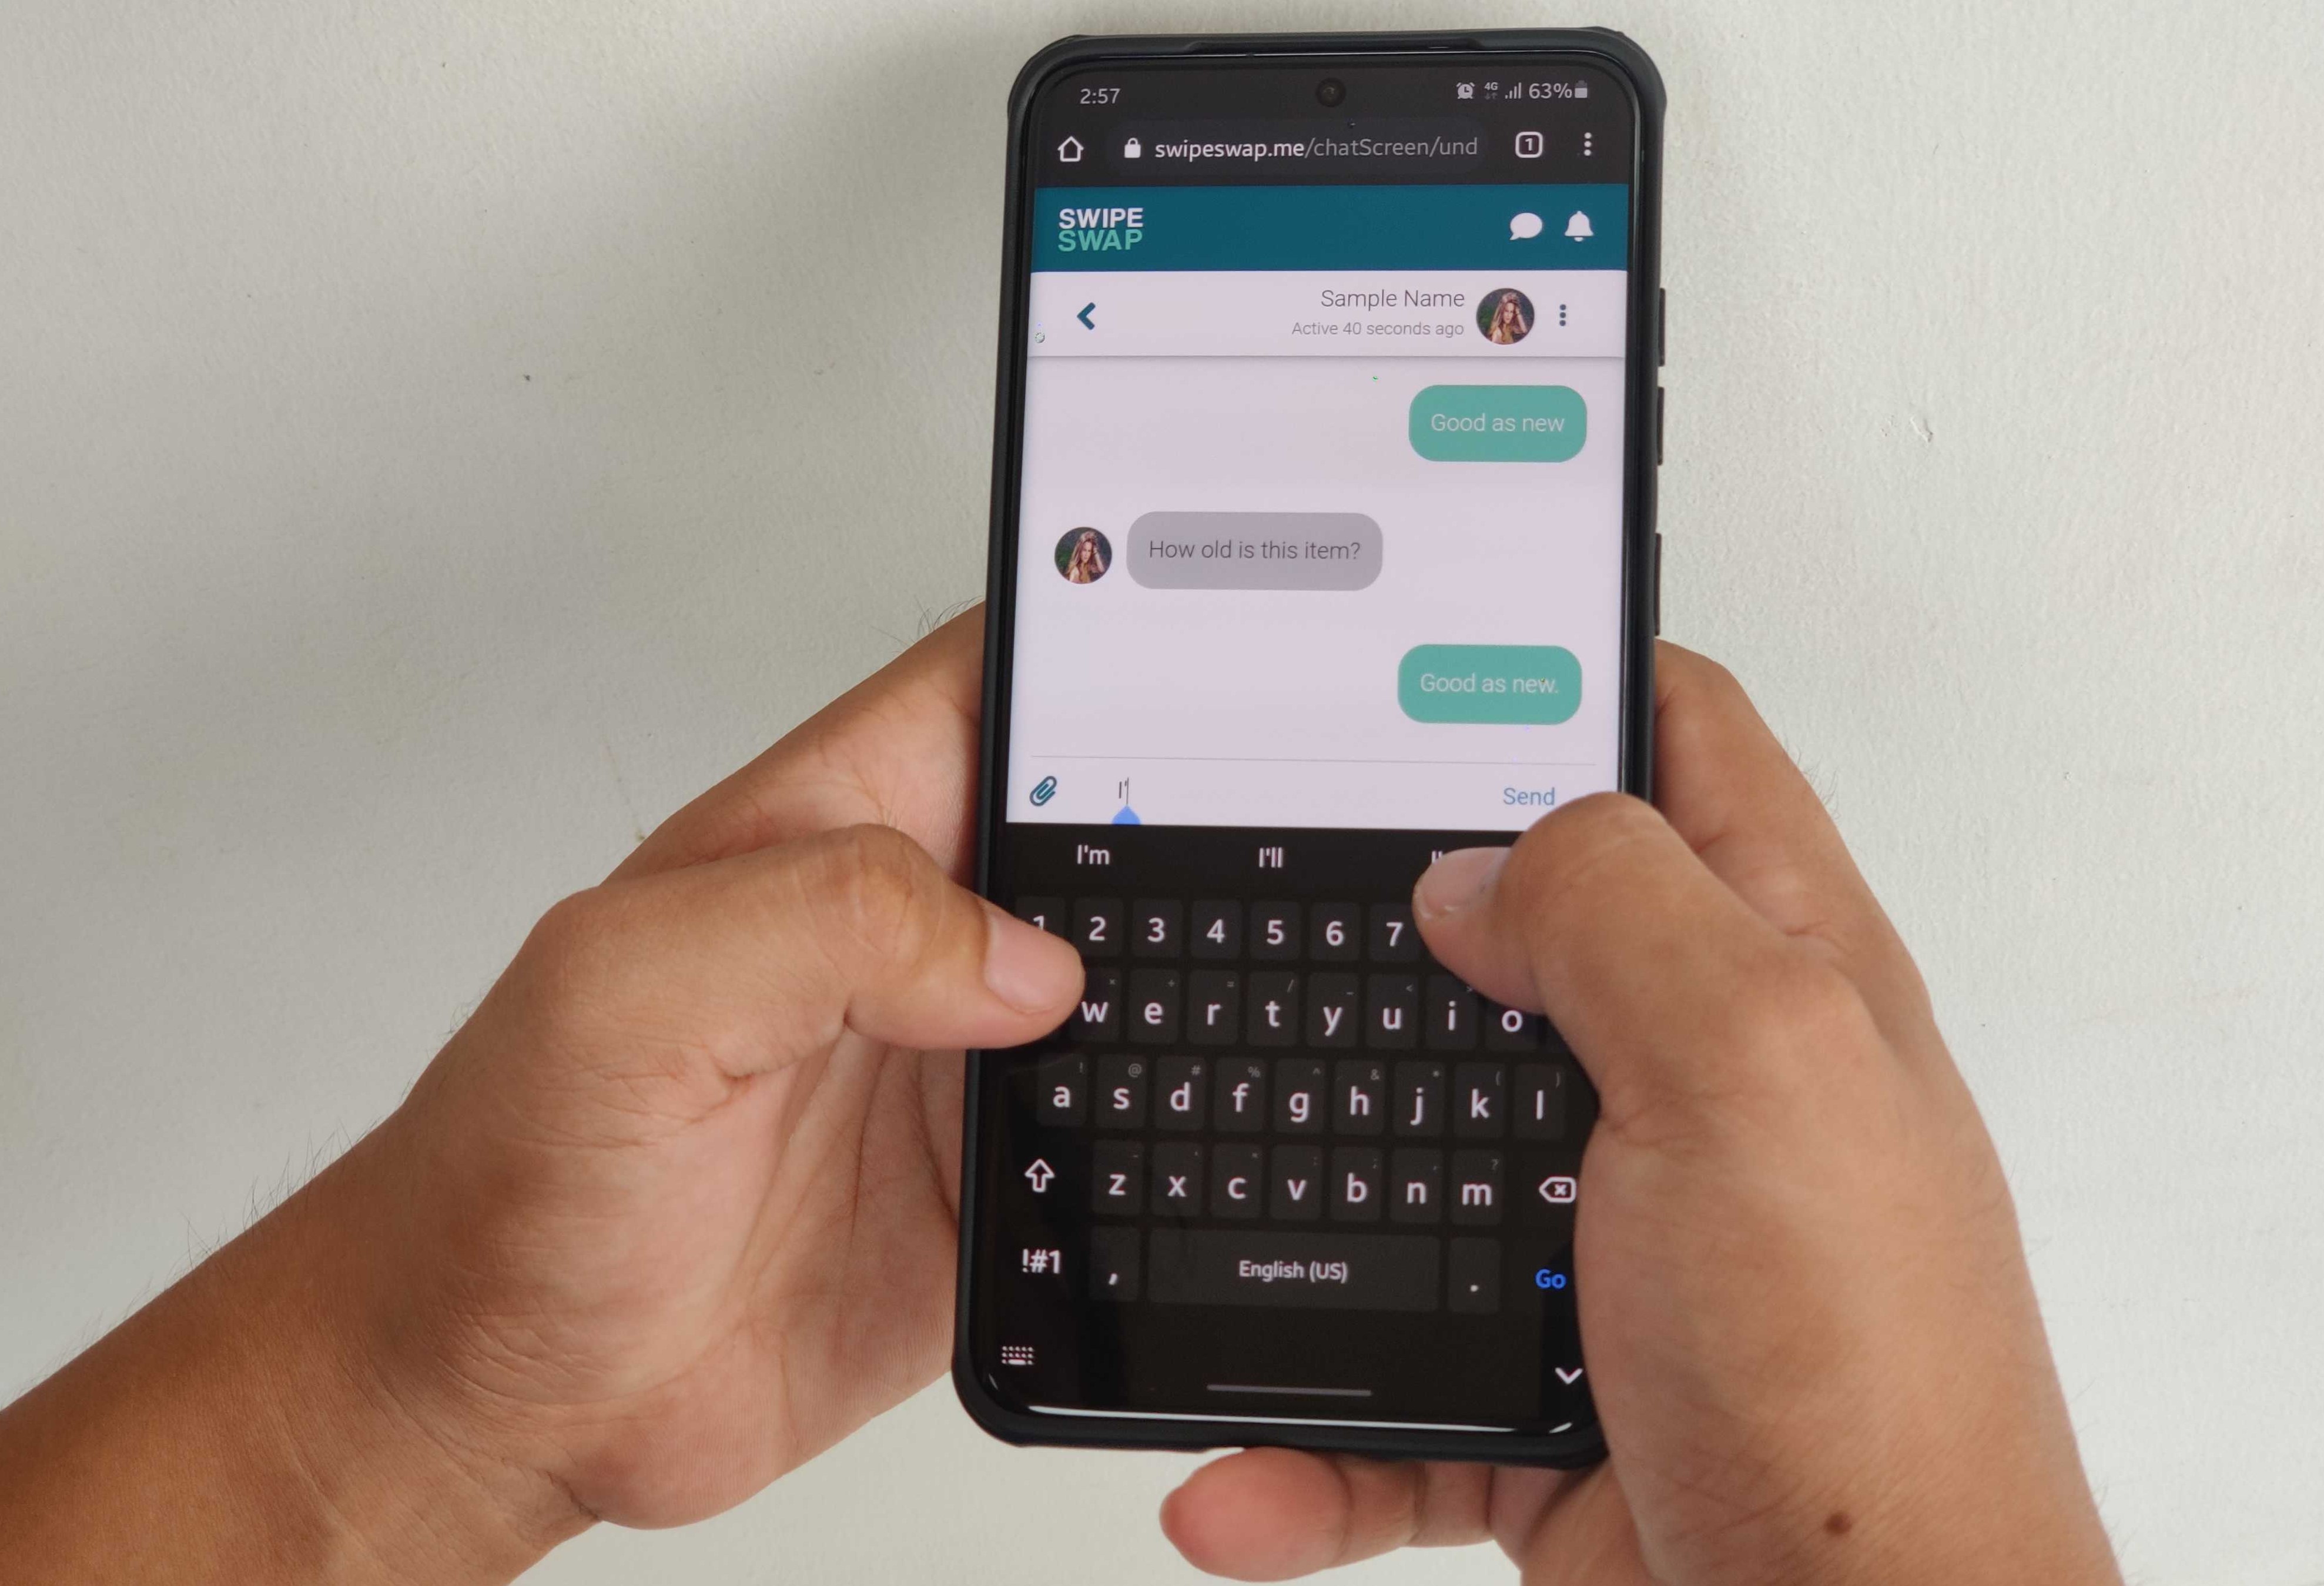 2:57
4G 63%
swipeswap.me/chatScreen/und
1
SWIPE
SWAP
Sample Name
Active 40 seconds ago
Good as new
How old is this item?
Good as new.
I'
Send
I'm I'll
1 2 3 4 5 6 7
w e r t y u i o
! @ # % ^ & * ( )
a s d f g h j k l
z x c v b n m
!#1 , English (US) . Go